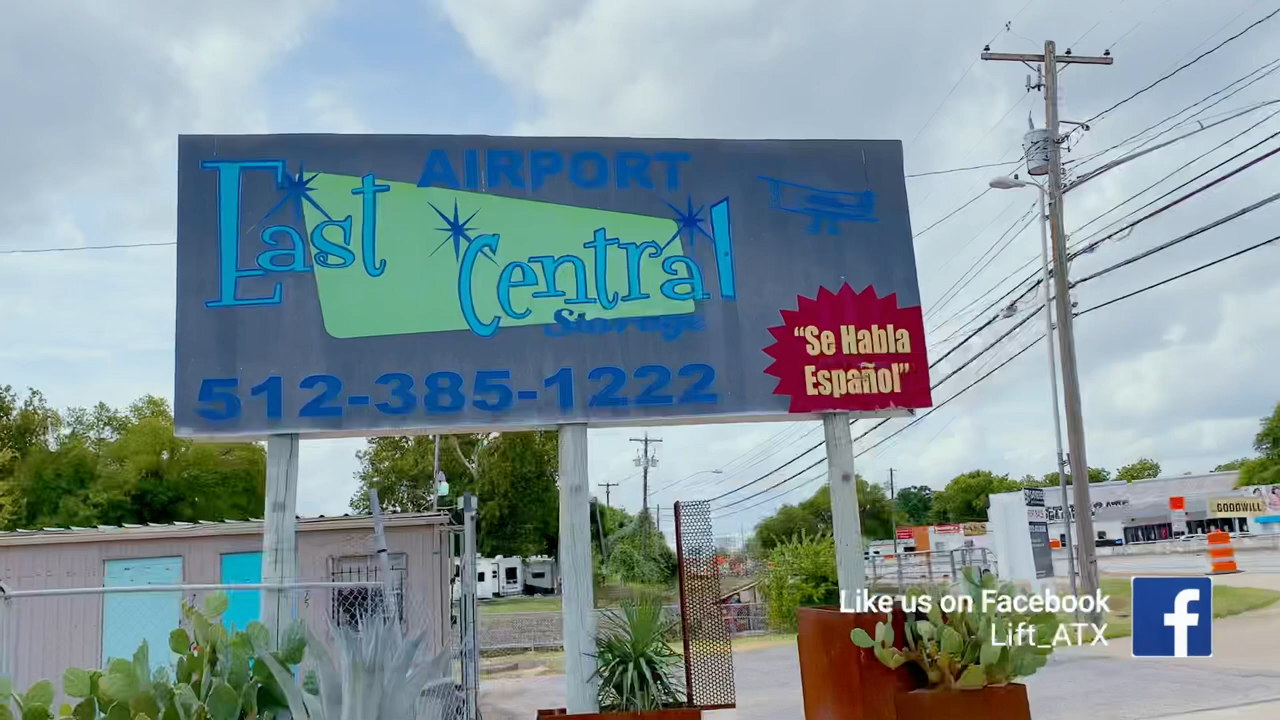 AIRPORT
East
Central
Storage
512-385-1222
“Se Habla
Español”
GOODWILL
Like us on Facebook
Lift_ATX
f